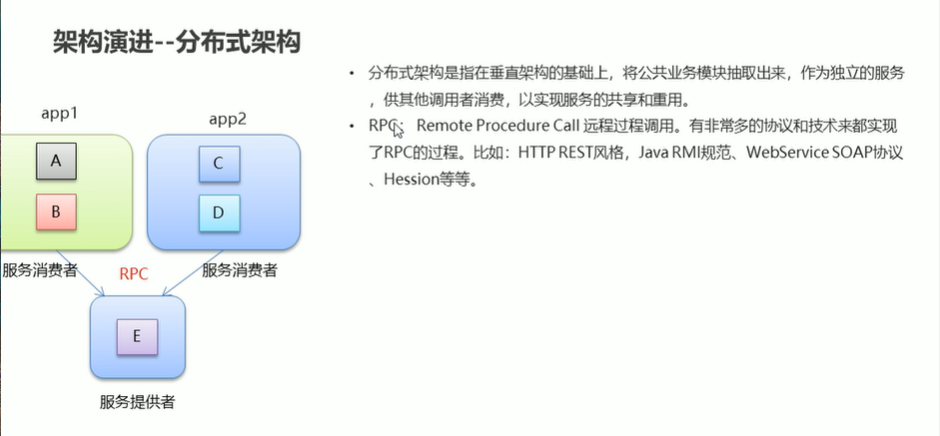 架构演进--分布式架构
• 分布式架构是指在垂直架构的基础上，将公共业务模块抽取出来，作为独立的服务
，供其他调用者消费，以实现服务的共享和重用。
• RPC： Remote Procedure Call 远程过程调用。有非常多的协议和技术来都实现
了RPC的过程。比如：HTTP REST风格，Java RMI规范、WebService SOAP协议
、Hession等等。
app1
app2
A
C
B
D
服务消费者
RPC
服务消费者
E
服务提供者